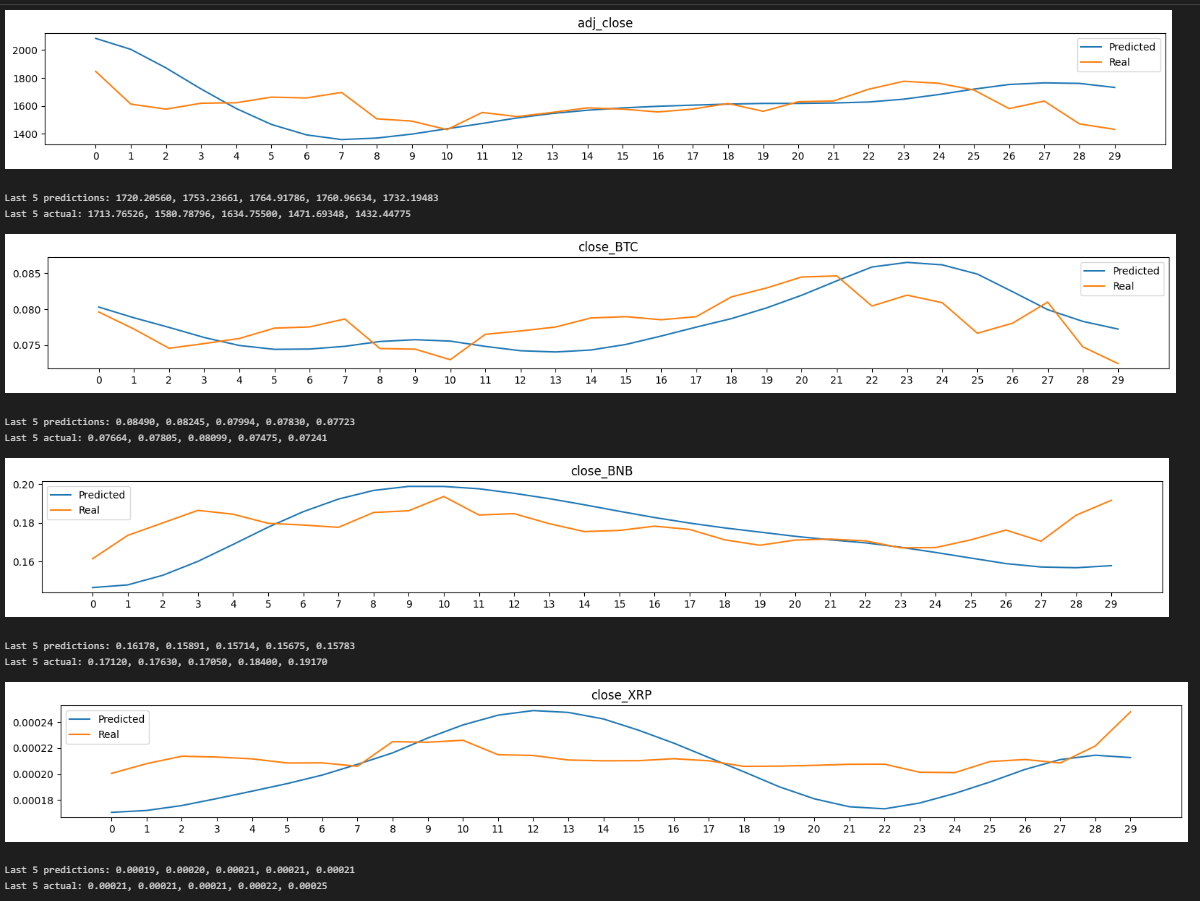 adj_close
2000
1800
1600
1400
Predicted
Real
0 1 2 3 4 5 6 7 8 9 10 11 12 13 14 15 16 17 18 19 20 21 22 23 24 25 26 27 28 29
Last 5 predictions: 1720.20560, 1753.23661, 1764.91786, 1760.96634, 1732.19483
Last 5 actual: 1713.76526, 1580.78796, 1634.75500, 1471.69348, 1432.44775
close_BTC
0.085
0.080
0.075
Predicted
Real
0 1 2 3 4 5 6 7 8 9 10 11 12 13 14 15 16 17 18 19 20 21 22 23 24 25 26 27 28 29
Last 5 predictions: 0.08490, 0.08245, 0.07994, 0.07830, 0.07723
Last 5 actual: 0.07664, 0.07805, 0.08099, 0.07475, 0.07241
close_BNB
0.20
0.18
0.16
Predicted
Real
0 1 2 3 4 5 6 7 8 9 10 11 12 13 14 15 16 17 18 19 20 21 22 23 24 25 26 27 28 29
Last 5 predictions: 0.16178, 0.15891, 0.15714, 0.15675, 0.15783
Last 5 actual: 0.17120, 0.17630, 0.17050, 0.18400, 0.19170
close_XRP
0.00024
0.00022
0.00020
0.00018
Predicted
Real
0 1 2 3 4 5 6 7 8 9 10 11 12 13 14 15 16 17 18 19 20 21 22 23 24 25 26 27 28 29
Last 5 predictions: 0.00019, 0.00020, 0.00021, 0.00021, 0.00021
Last 5 actual: 0.00021, 0.00021, 0.00021, 0.00022, 0.00025